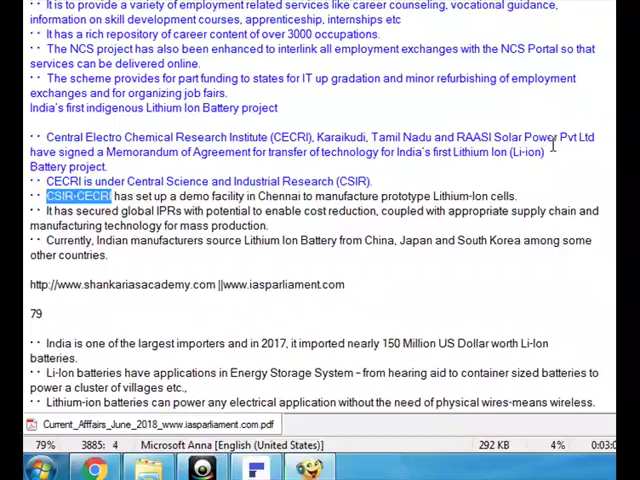 ·· It is to provide a variety of employment related services like career counseling, vocational guidance,
information on skill development courses, apprenticeship, internships etc
·· It has a rich repository of career content of over 3000 occupations.
·· The NCS project has also been enhanced to interlink all employment exchanges with the NCS Portal so that
services can be delivered online.
·· The scheme provides for part funding to states for IT up gradation and minor refurbishing of employment
exchanges and for organizing job fairs.
India's first indigenous Lithium Ion Battery project
·· Central Electro Chemical Research Institute (CECRI), Karaikudi, Tamil Nadu and RAASI Solar Power Pvt Ltd
have signed a Memorandum of Agreement for transfer of technology for India's first Lithium Ion (Li-ion)
Battery project.
·· CECRI is under Central Science and Industrial Research (CSIR).
·· CSIR-CECRI has set up a demo facility in Chennai to manufacture prototype Lithium-Ion cells.
·· It has secured global IPRs with potential to enable cost reduction, coupled with appropriate supply chain and
manufacturing technology for mass production.
·· Currently, Indian manufacturers source Lithium Ion Battery from China, Japan and South Korea among some
other countries.
http://www.shankariasacademy.com ||www.iasparliament.com
79
·· India is one of the largest importers and in 2017, it imported nearly 150 Million US Dollar worth Li-Ion
batteries.
·· Li-Ion batteries have applications in Energy Storage System – from hearing aid to container sized batteries to
power a cluster of villages etc.,
·· Lithium-ion batteries can power any electrical application without the need of physical wires-means wireless.
Current_Afffairs_June_2018_www.iasparliament.com.pdf
79% 3885: 4 Microsoft Anna [English (United States)] 292 KB 4% 0:03:0